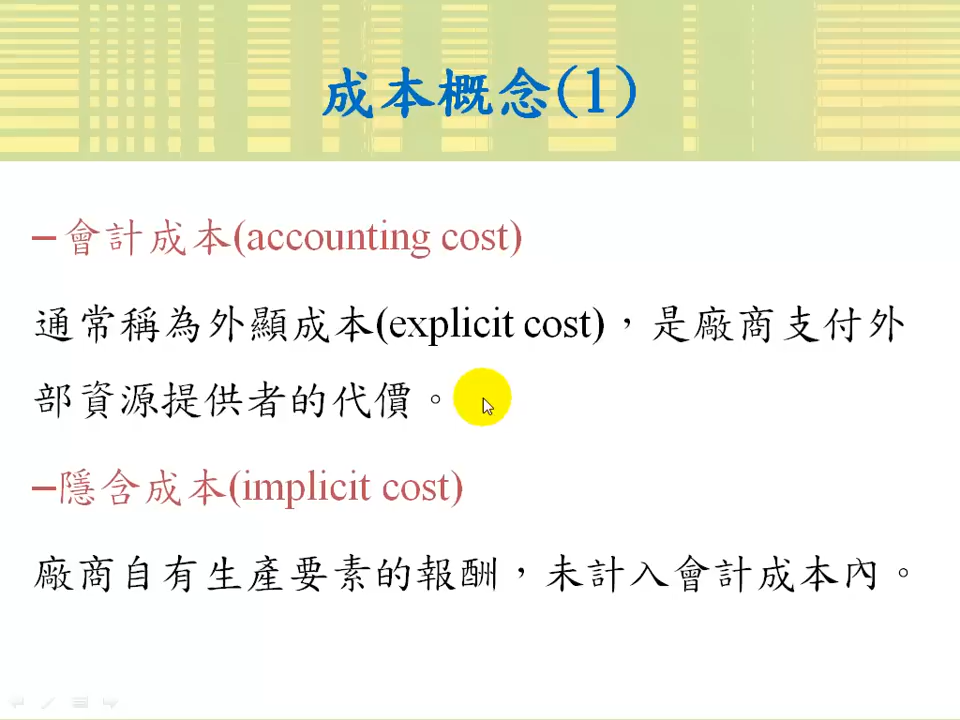 成本概念(1)
–會計成本(accounting cost)
通常稱為外顯成本(explicit cost)，是廠商支付外
部資源提供者的代價。
–隱含成本(implicit cost)
廠商自有生產要素的報酬，未計入會計成本內。